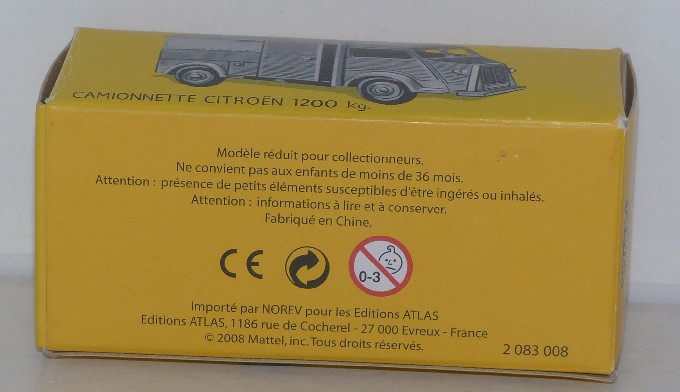 CAMIONNETTE CITROËN 1200 kg.
Modèle réduit pour collectionneurs.
Ne convient pas aux enfants de moins de 36 mois.
Attention : présence de petits éléments susceptibles d'être ingérés ou inhalés.
Attention : informations à lire et à conserver.
Fabriqué en Chine.
CE
0-3
Importé par NOREV pour les Editions ATLAS
Editions ATLAS, 1186 rue de Cocherel - 27 000 Evreux - France
© 2008 Mattel, inc. Tous droits réservés.
2 083 008